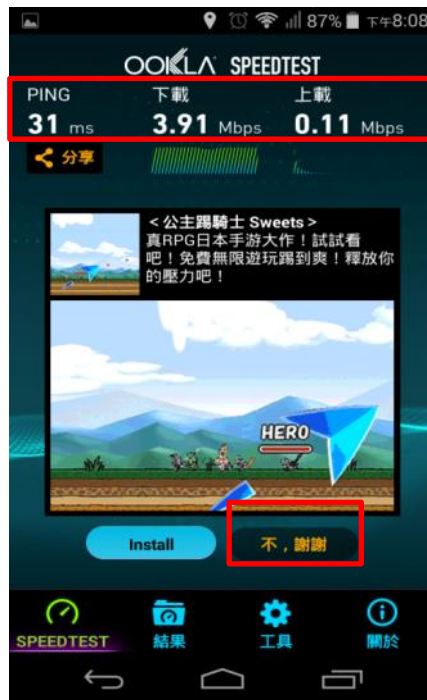 87% 下午8:08
OOKLA SPEEDTEST
PING 下載 上載
31 ms 3.91 Mbps 0.11 Mbps
分享
<公主踢騎士 Sweets>
真RPG日本手游大作！試試看
吧！免費無限遊玩踢到爽！釋放你
的壓力吧！
HERO
Install 不，謝謝
SPEEDTEST 結果 工具 關於